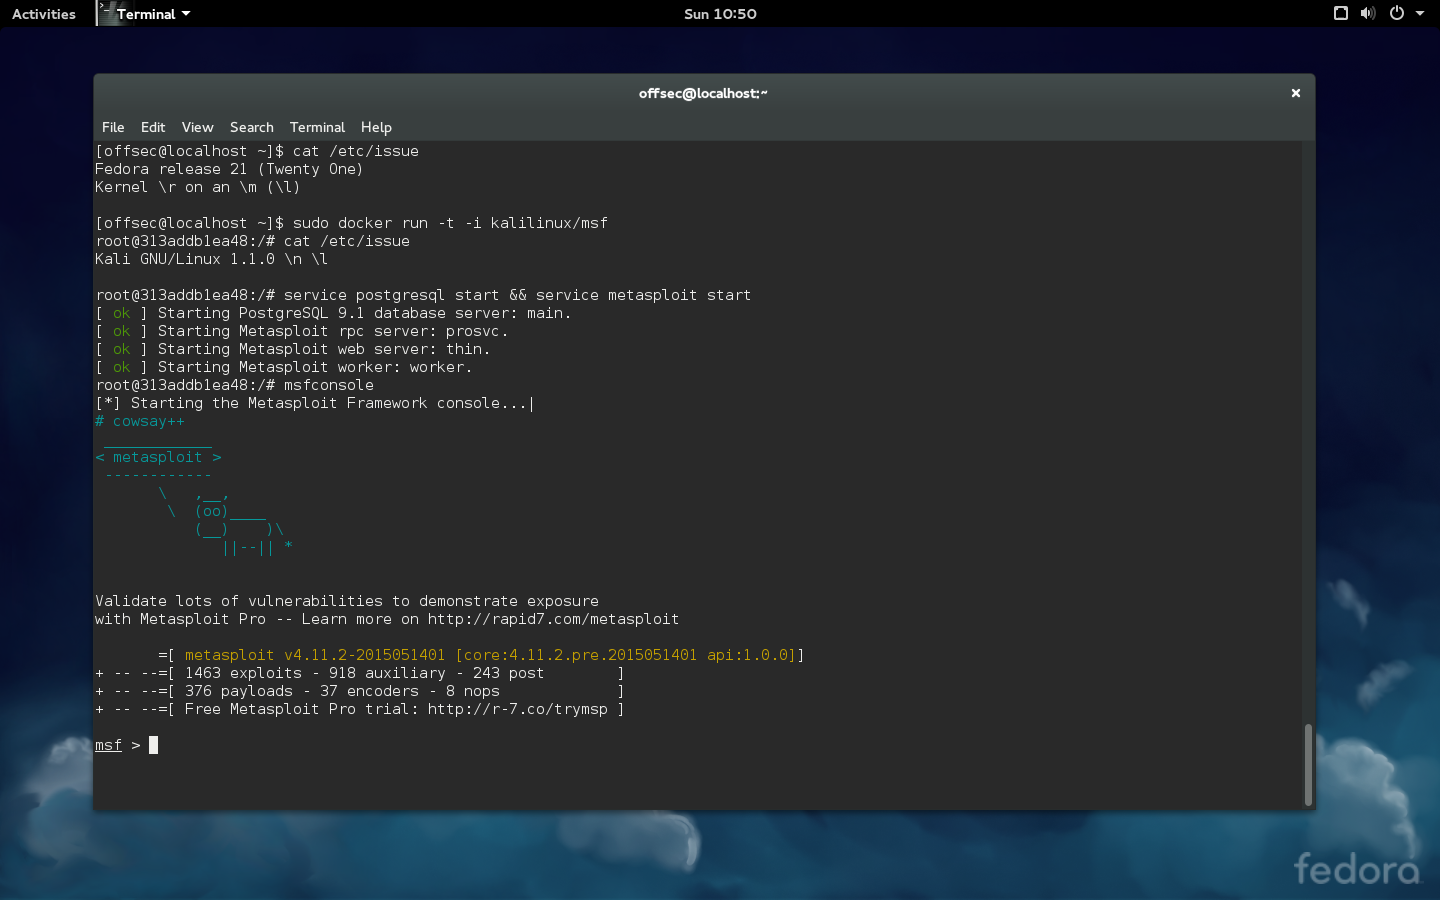 Activities Terminal Sun 10:50
offsec@localhost:~
File Edit View Search Terminal Help
[offsec@localhost ~]$ cat /etc/issue
Fedora release 21 (Twenty One)
Kernel \r on an \m (\l)
[offsec@localhost ~]$ sudo docker run -t -i kalilinux/msf
root@313addb1ea48:/# cat /etc/issue
Kali GNU/Linux 1.1.0 \n \l
root@313addb1ea48:/# service postgresql start && service metasploit start
[ ok ] Starting PostgreSQL 9.1 database server: main.
[ ok ] Starting Metasploit rpc server: prosvc.
[ ok ] Starting Metasploit web server: thin.
[ ok ] Starting Metasploit worker: worker.
root@313addb1ea48:/# msfconsole
[*] Starting the Metasploit Framework console...|
# cowsay++
 ____________
< metasploit >
 ------------
       \   ,__,
        \  (oo)____
           (__)    )\
              ||--|| *
Validate lots of vulnerabilities to demonstrate exposure
with Metasploit Pro -- Learn more on http://rapid7.com/metasploit
       =[ metasploit v4.11.2-2015051401 [core:4.11.2.pre.2015051401 api:1.0.0]]
+ -- --=[ 1463 exploits - 918 auxiliary - 243 post        ]
+ -- --=[ 376 payloads - 37 encoders - 8 nops             ]
+ -- --=[ Free Metasploit Pro trial: http://r-7.co/trymsp ]
msf >
fedora